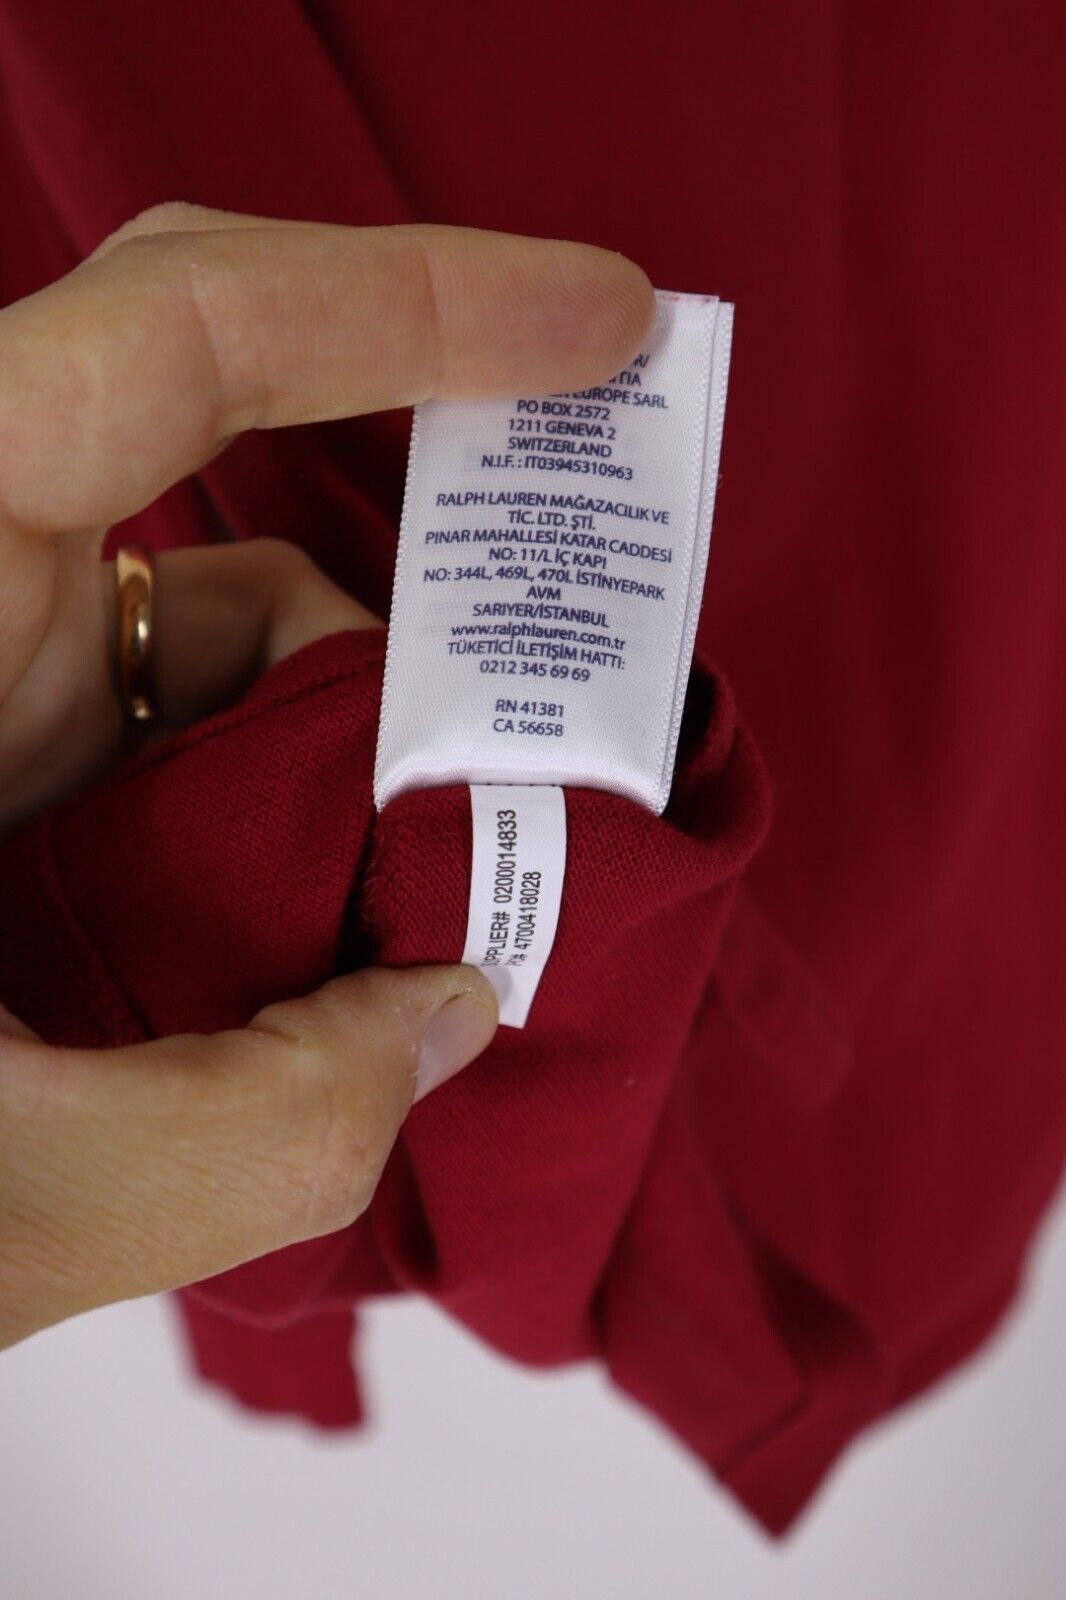 EUROPE SARL
PO BOX 2572
1211 GENEVA 2
SWITZERLAND
N.I.F. : IT03945310963
RALPH LAUREN MAĞAZACILIK VE
TİC. LTD. ŞTİ.
PINAR MAHALLESİ KATAR CADDESİ
NO: 11/L İÇ KAPI
NO: 344L, 469L, 470L İSTİNYEPARK
AVM
SARIYER/İSTANBUL
www.ralphlauren.com.tr
TÜKETİCİ İLETİŞİM HATTI:
0212 345 69 69
RN 41381
CA 56658
UPPLIER# 0200014833
PO# 4700418028